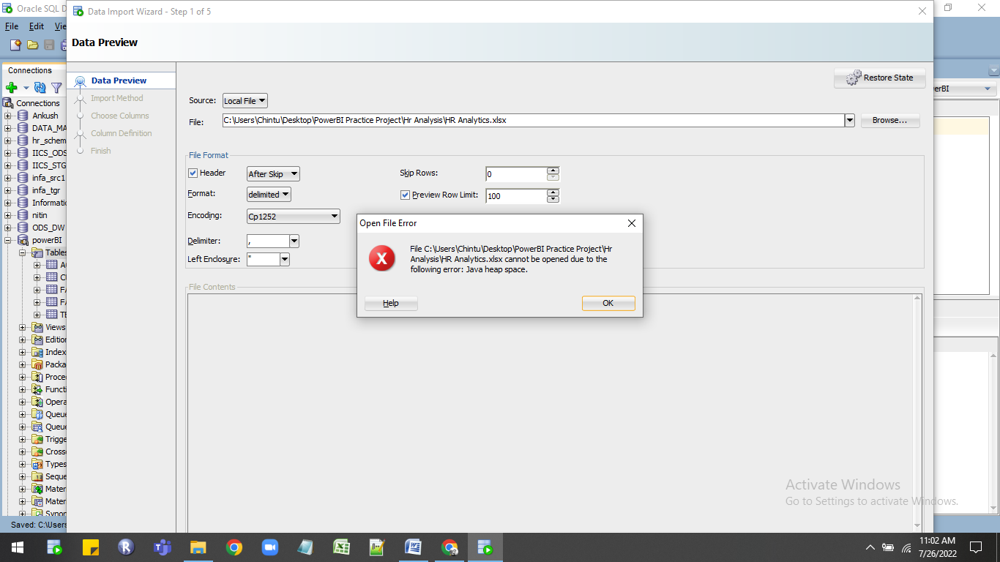 Oracle SQL D
Data Import Wizard - Step 1 of 5
File Edit Vie
Data Preview
Restore State
Connections
Data Preview
Import Method
Choose Columns
Column Definition
Finish
Source: Local File
File: C:\Users\Chintu\Desktop\PowerBI Practice Project\Hr Analysis\HR Analytics.xlsx Browse...
File Format
Header After Skip Skip Rows: 0
Format: delimited Preview Row Limit: 100
Encoding: Cp1252
Delimiter: ,
Left Enclosure: "
File Contents
Open File Error
File C:\Users\Chintu\Desktop\PowerBI Practice Project\Hr
Analysis\HR Analytics.xlsx cannot be opened due to the
following error: Java heap space.
Help OK
erBI
Connections
Ankush
DATA_MA
hr_schem
IICS_ODS
IICS_STG
infa_src1
infa_tgr
Informati
nitin
ODS_DW
powerBI
Tables
FA
TE
Views
Editio
Index
Packa
Proce
Functi
Opera
Queue
Queue
Trigge
Cross
Types
Seque
Mater
Mater
Synon
Saved: C:\Users
Activate Windows
Go to Settings to activate Windows.
11:02 AM
7/26/2022